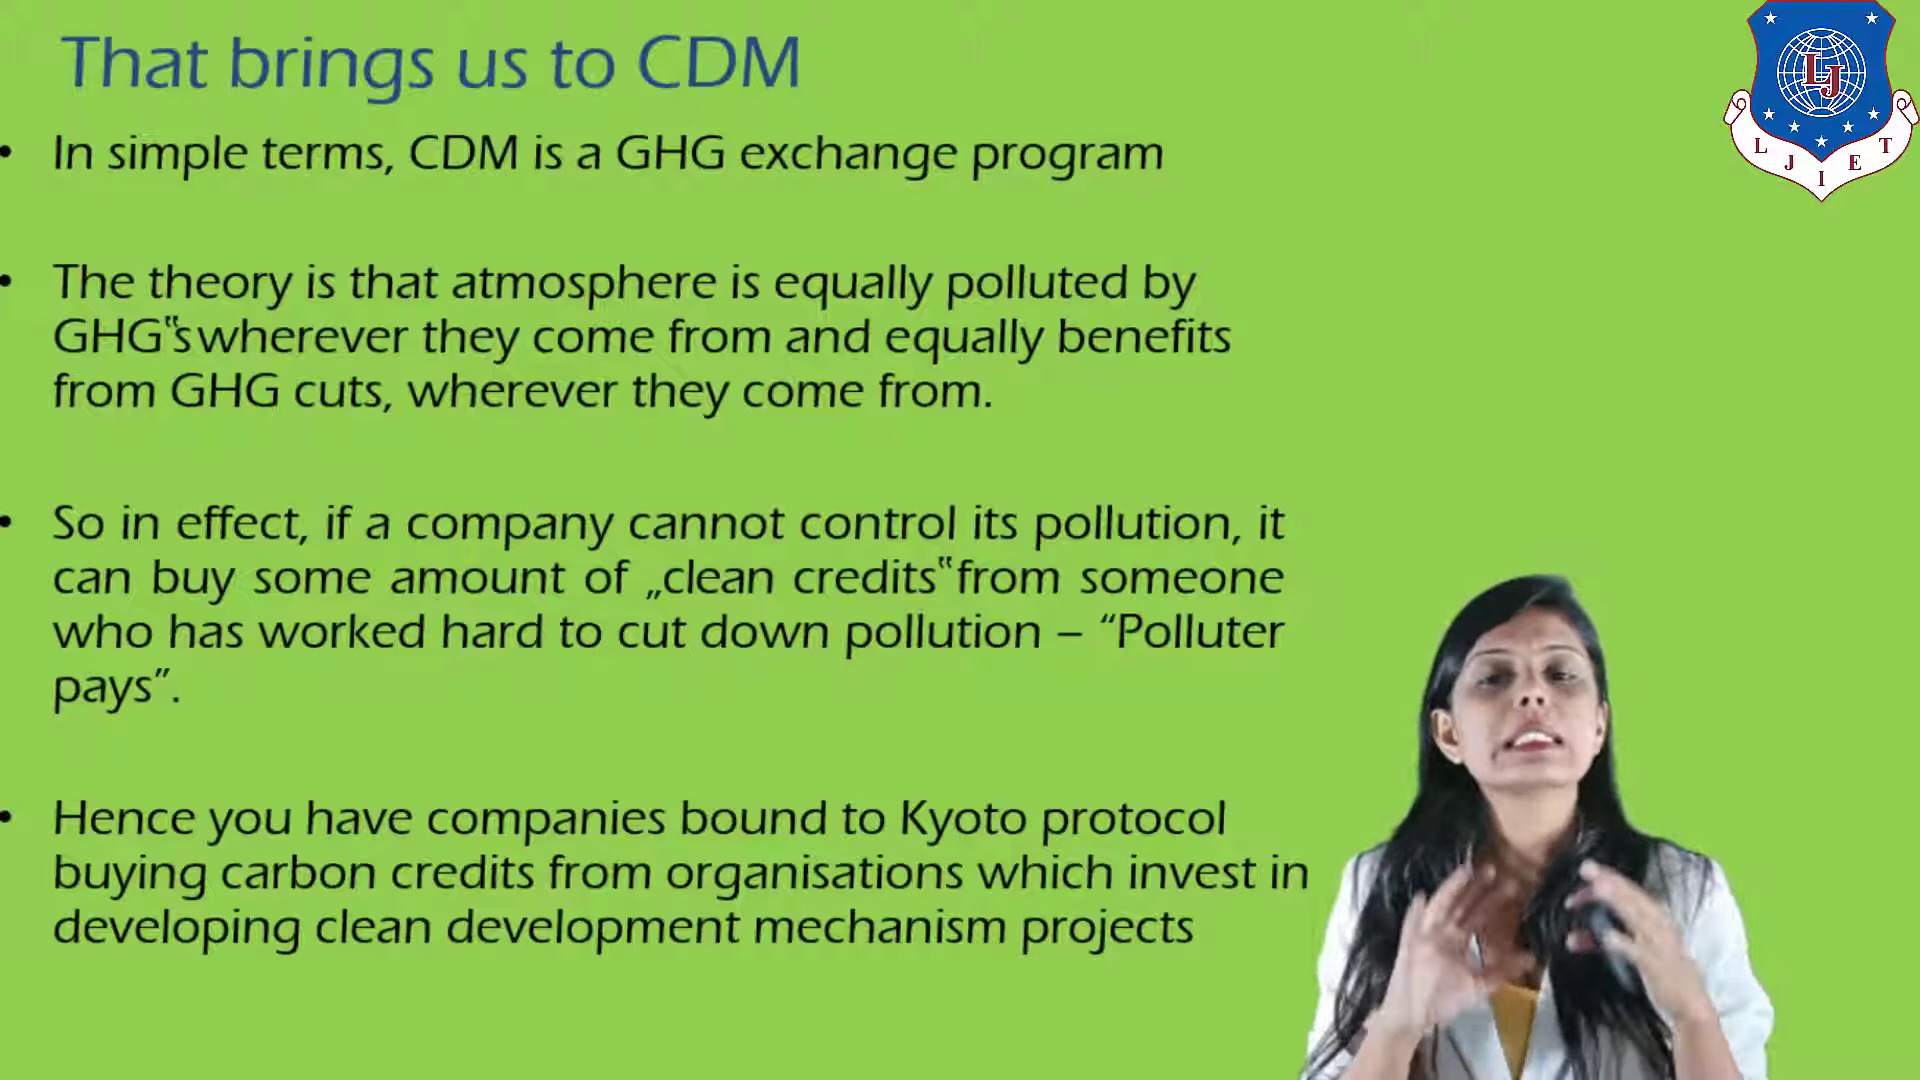 That brings us to CDM
• In simple terms, CDM is a GHG exchange program
• The theory is that atmosphere is equally polluted by
GHG‟s wherever they come from and equally benefits
from GHG cuts, wherever they come from.
• So in effect, if a company cannot control its pollution, it
can buy some amount of „clean credits‟ from someone
who has worked hard to cut down pollution – “Polluter
pays”.
• Hence you have companies bound to Kyoto protocol
buying carbon credits from organisations which invest in
developing clean development mechanism projects
LJ
L J I E T